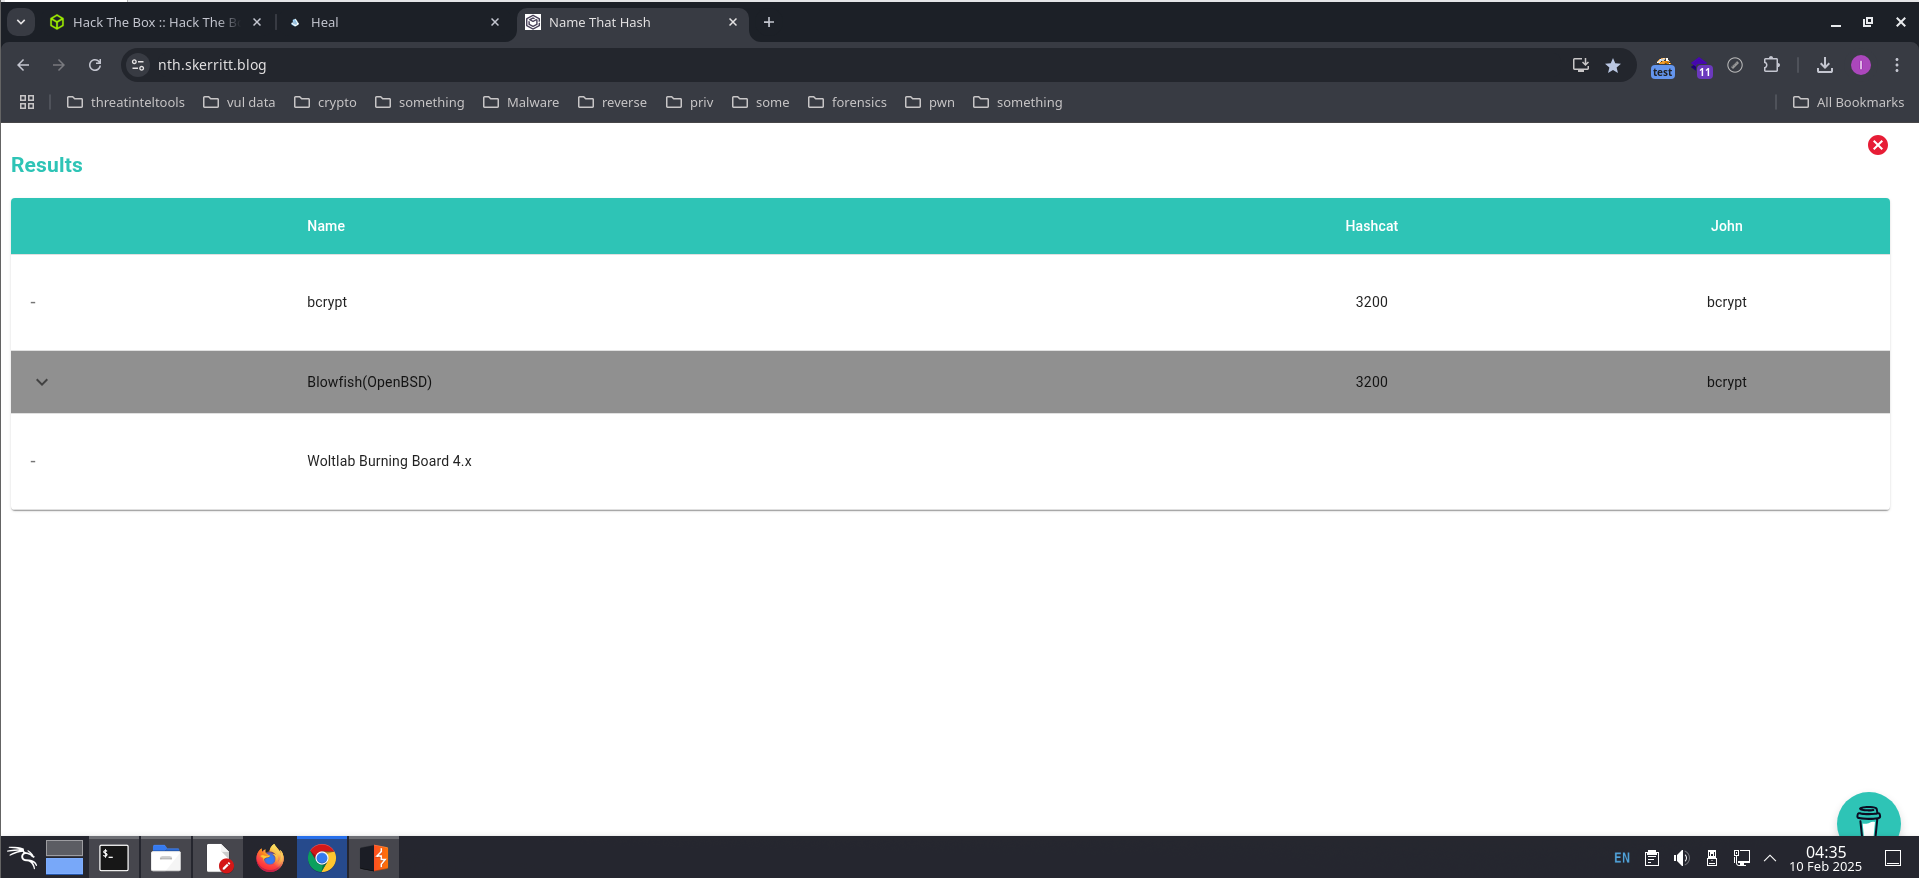 Hack The Box :: Hack The B
Heal
Name That Hash
nth.skerritt.blog
test
11
I
threatinteltools
vul data
crypto
something
Malware
reverse
priv
some
forensics
pwn
something
All Bookmarks
Results
Name Hashcat John
- bcrypt 3200 bcrypt
Blowfish(OpenBSD) 3200 bcrypt
- Woltlab Burning Board 4.x
$_
EN
04:35
10 Feb 2025